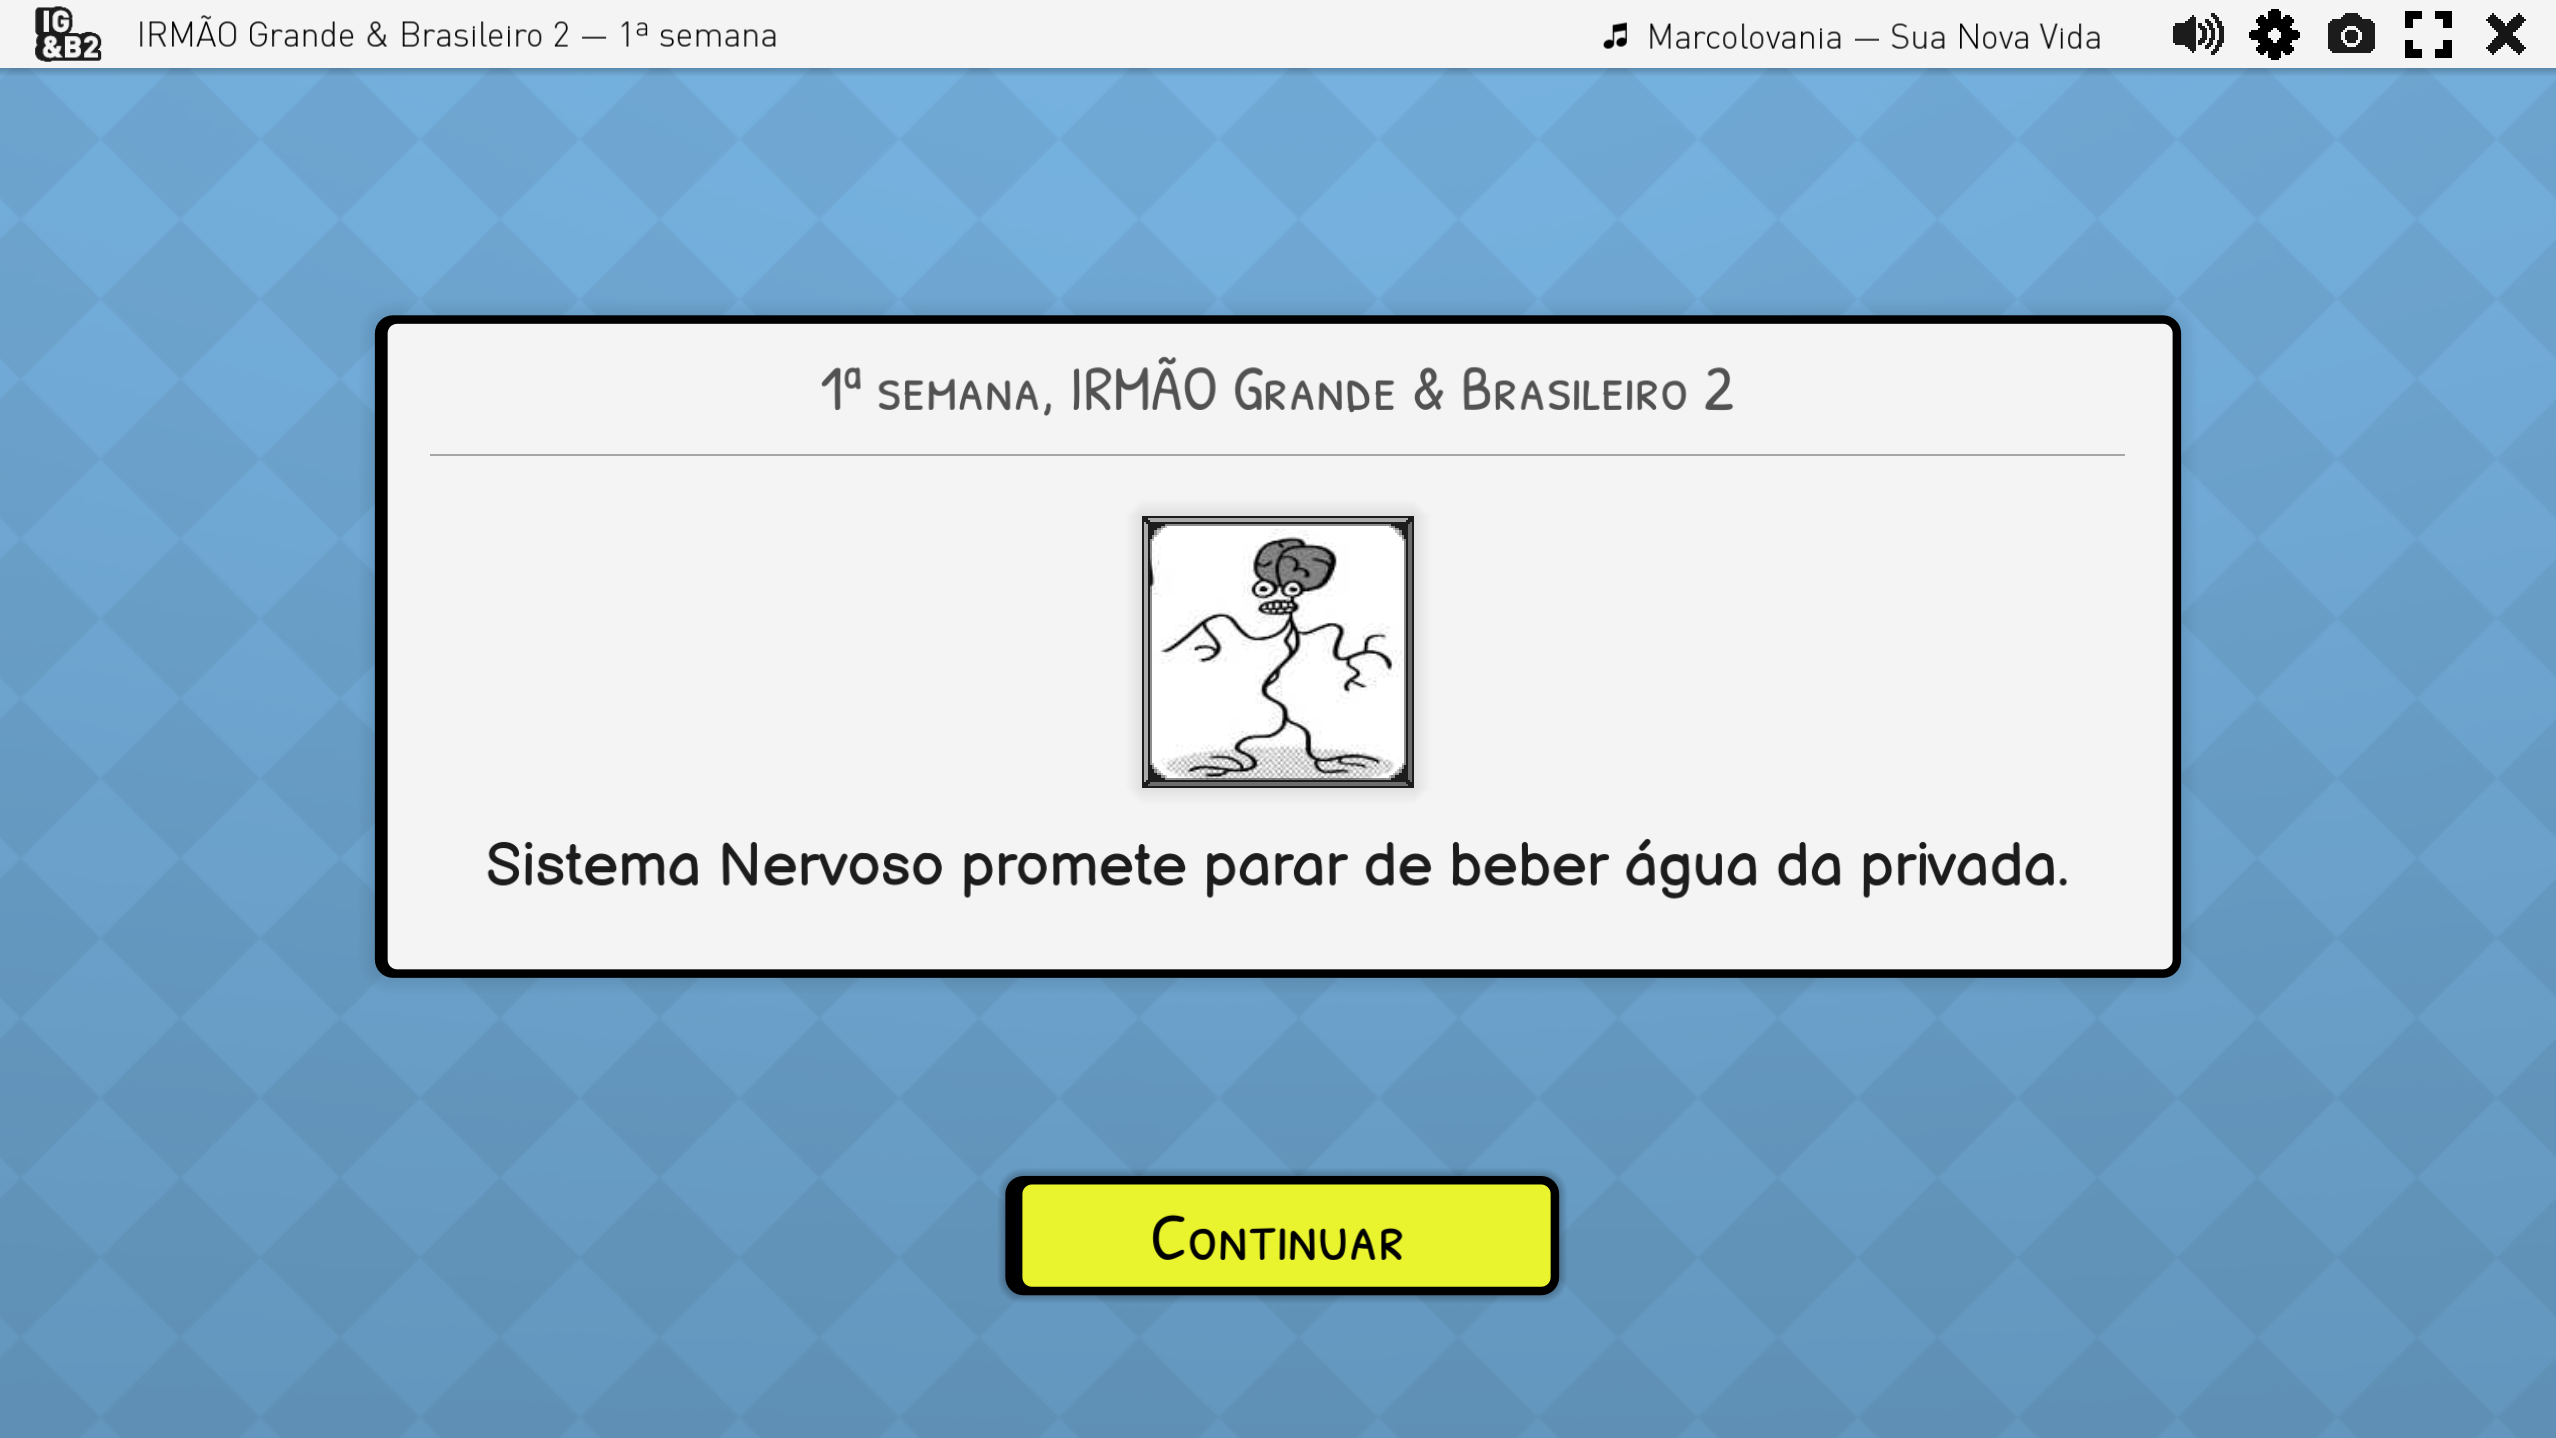 IG
&B2
IRMÃO Grande & Brasileiro 2 — 1ª semana
Marcolovania — Sua Nova Vida
1ª semana, IRMÃO Grande & Brasileiro 2
Sistema Nervoso promete parar de beber água da privada.
Continuar